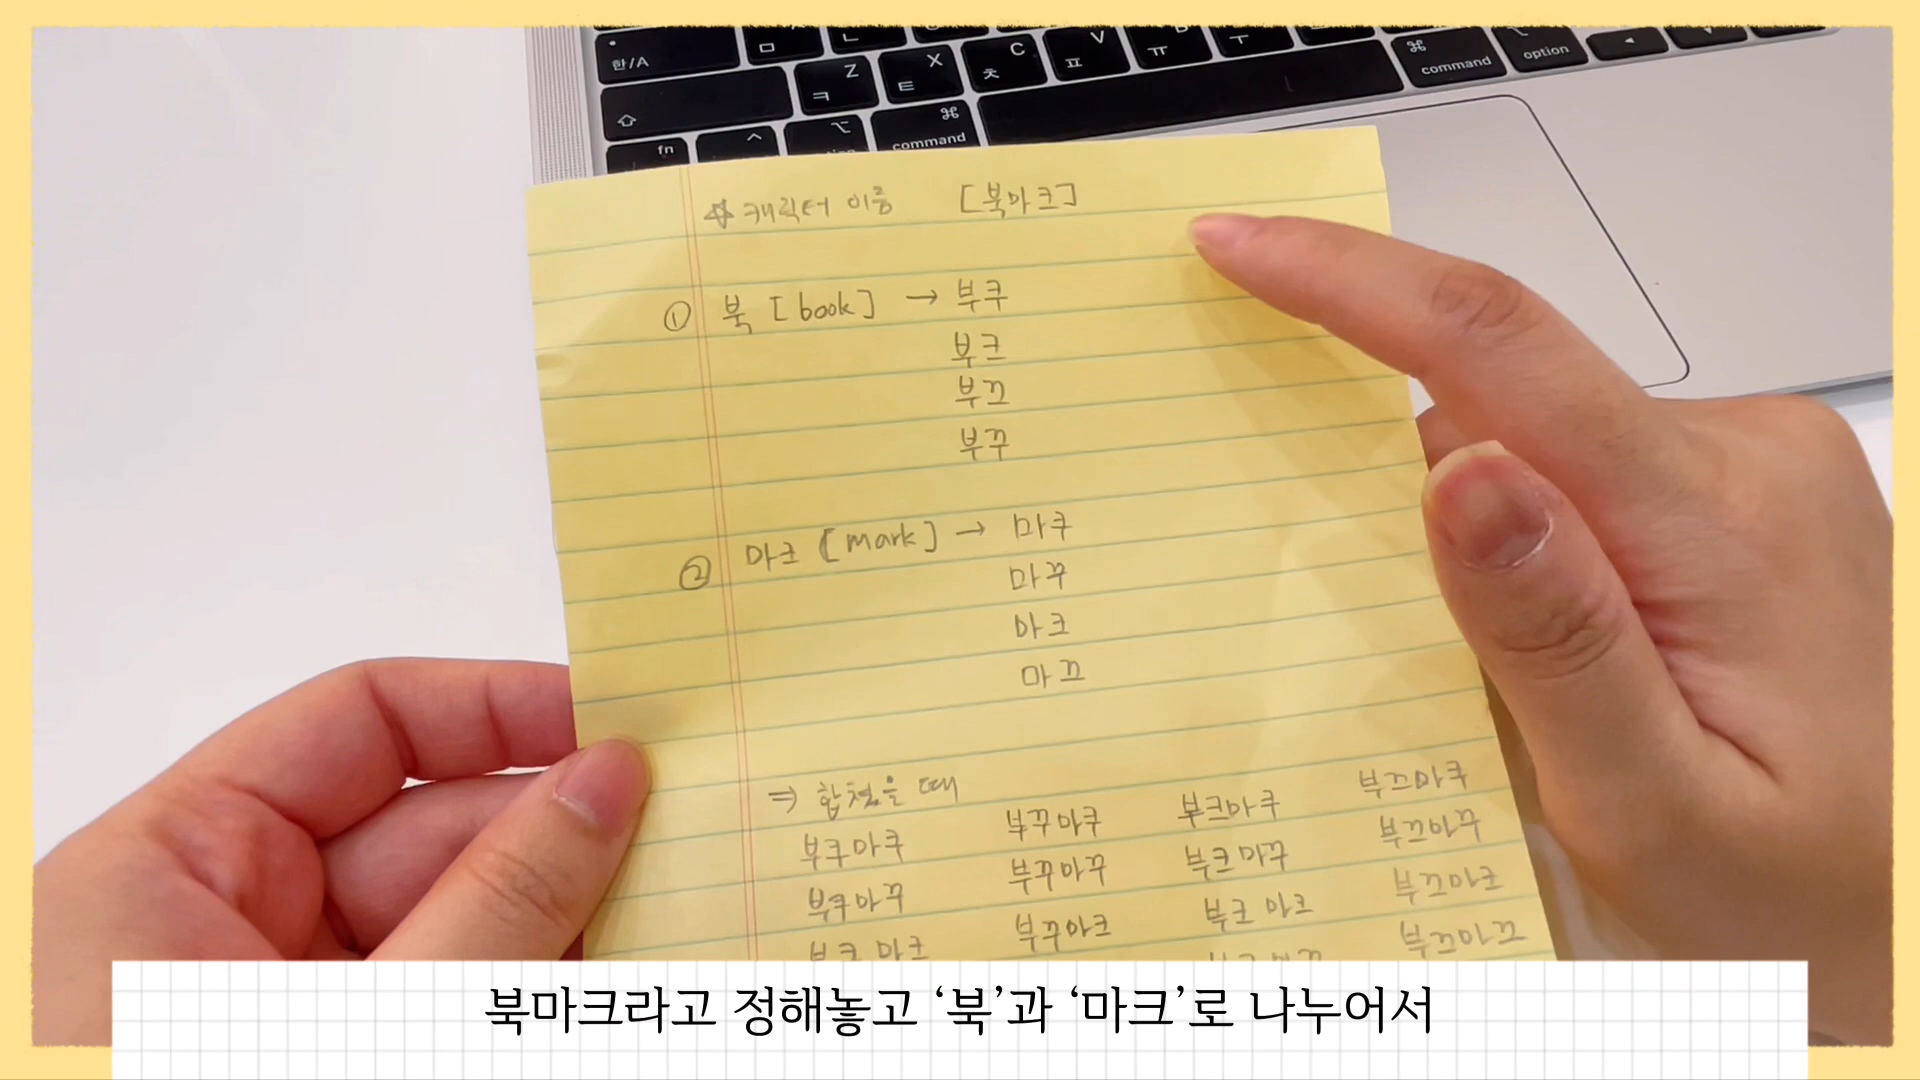 한/A ㅁ ㄴ
Z ㅋ X ㅌ C ㅊ V ㅍ ㅠ ㅜ ⌘ command ⌥ option
fn ^ ⌥ ⌘ command
☆ 캐릭터 이름 [북마크]
① 북 [book] → 부쿠
부크
부끄
부꾸
② 마크 [mark] → 마쿠
마꾸
마크
마끄
⇒ 합쳤을 때
부쿠마쿠 부꾸마쿠 부크마쿠 부끄마쿠
부쿠마꾸 부꾸마꾸 부크마꾸 부끄마꾸
부쿠마크 부꾸마크 부크마크 부끄마크
부끄마끄
북마크라고 정해놓고 ‘북’과 ‘마크’로 나누어서